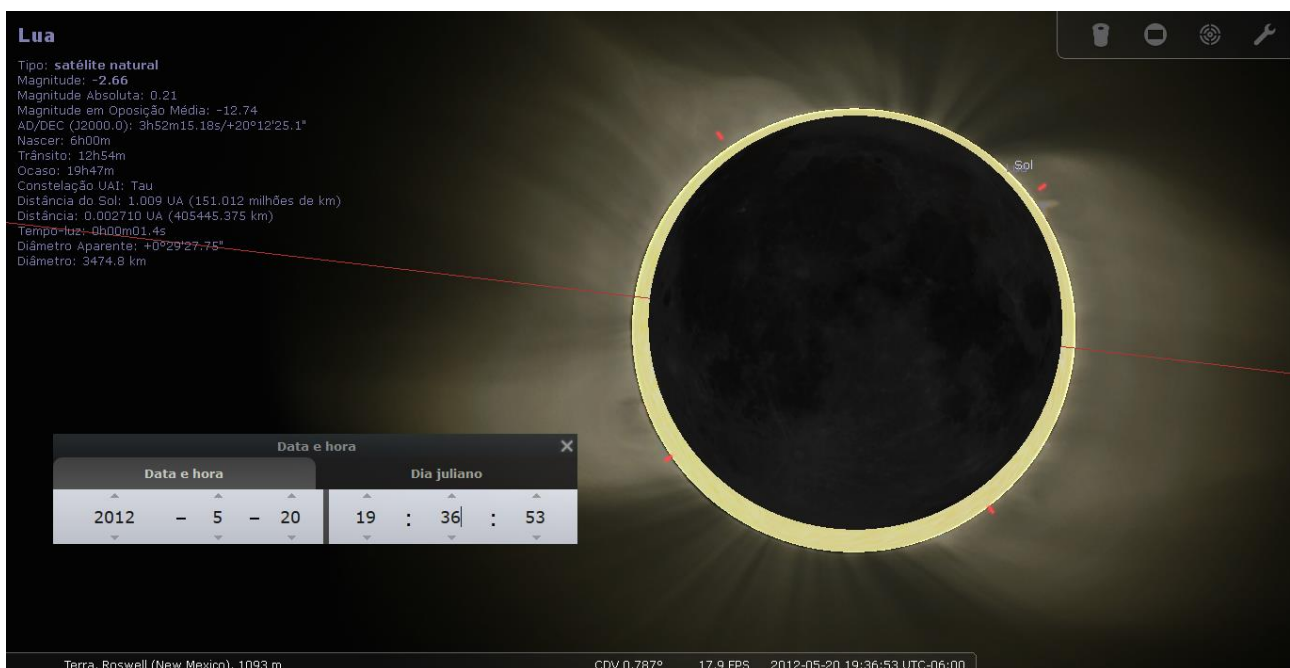 Lua
Tipo: satélite natural
Magnitude: -2.66
Magnitude Absoluta: 0.21
Magnitude em Oposição Média: -12.74
AD/DEC (J2000.0): 3h52m15.18s/+20°12'25.1"
Nascer: 6h00m
Trânsito: 12h54m
Ocaso: 19h47m
Constelação UAI: Tau
Distância do Sol: 1.009 UA (151.012 milhões de km)
Distância: 0.002710 UA (405445.375 km)
Tempo-luz: 0h00m01.4s
Diâmetro Aparente: +0°29'27.75"
Diâmetro: 3474.8 km
Sol
Data e hora
Data e hora Dia juliano
2012 - 5 - 20 19 : 36 : 53
Terra, Roswell (New Mexico), 1093 m CDV 0.787° 17.9 FPS 2012-05-20 19:36:53 UTC-06:00